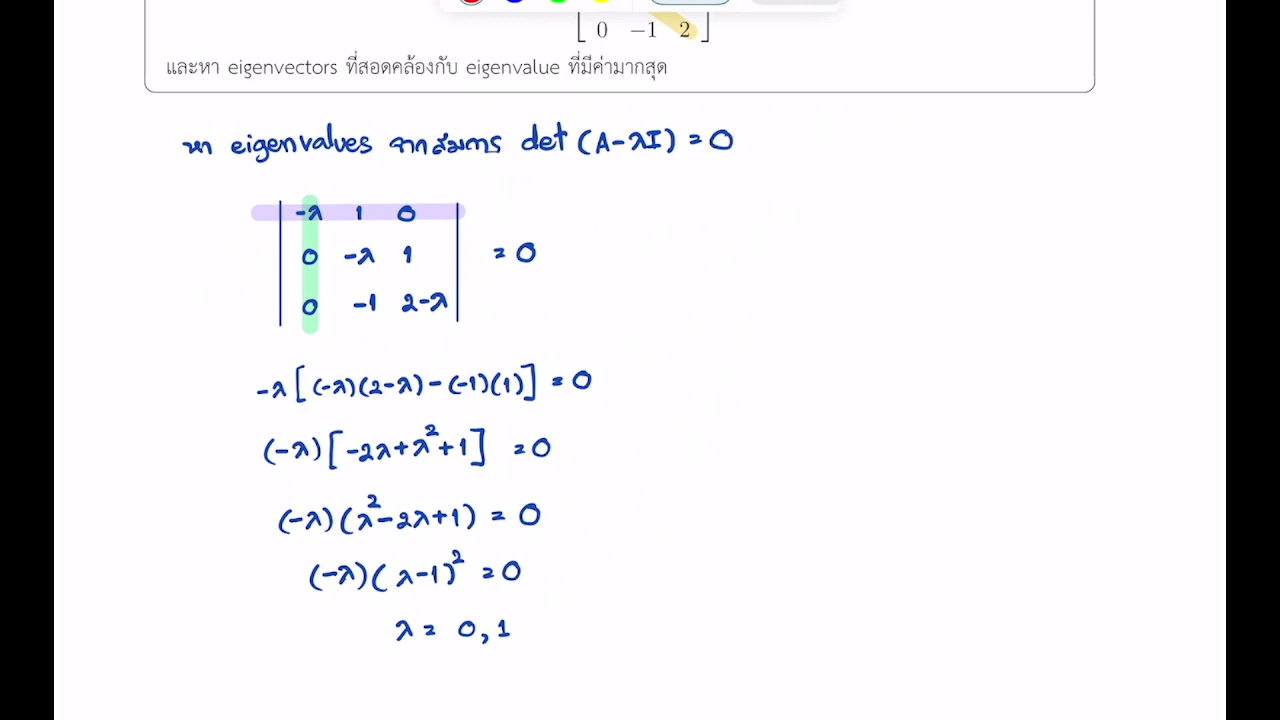 0 −1 2
และหา eigenvectors ที่สอดคล้องกับ eigenvalue ที่มีค่ามากสุด
หา eigenvalues จากสมการ det (A-λI) = 0
-λ 1 0
0 -λ 1 = 0
0 -1 2-λ
-λ[(-λ)(2-λ)-(-1)(1)] = 0
(-λ)[-2λ+λ²+1] = 0
(-λ)(λ²-2λ+1) = 0
(-λ)(λ-1)² = 0
λ = 0,1